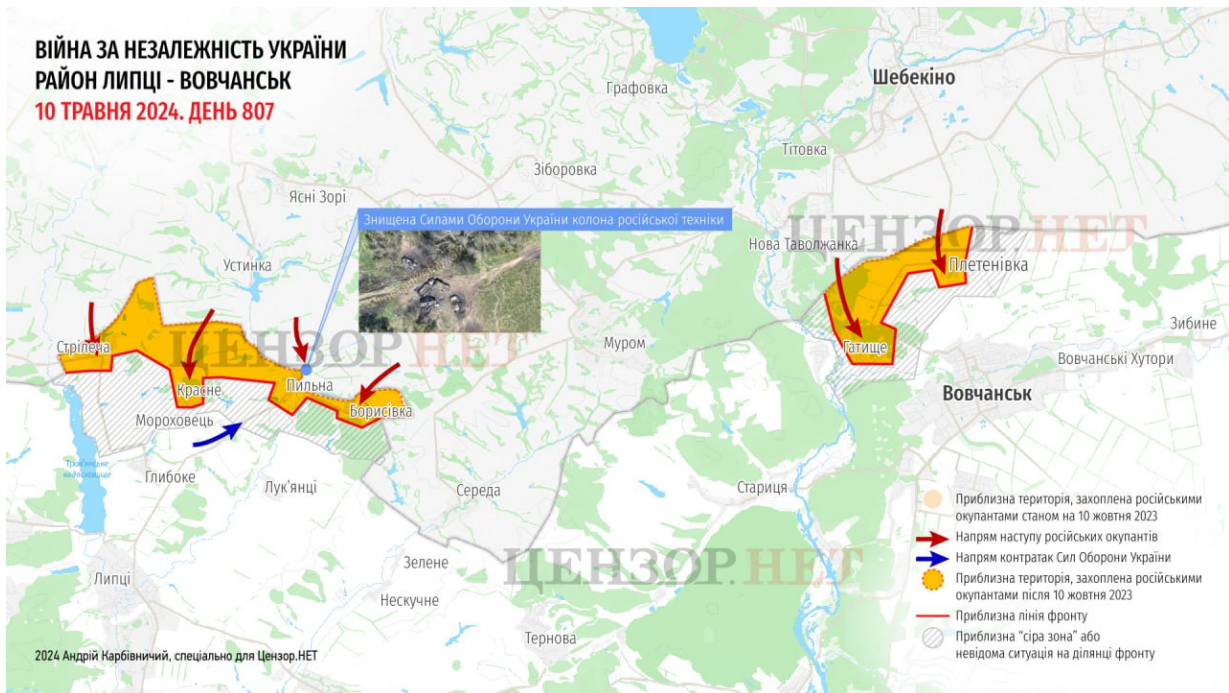 ВІЙНА ЗА НЕЗАЛЕЖНІСТЬ УКРАЇНИ
РАЙОН ЛИПЦІ - ВОВЧАНСЬК
10 ТРАВНЯ 2024. ДЕНЬ 807
Шебекіно
Графовка
Тітовка
Зіборовка
Ясні Зорі
Знищена Силами Оборони України колона російської техніки
ЦЕНЗОР.НЕТ
Нова Таволжанка
Плетенівка
Устинка
Зибине
Стрілеча
ЦЕНЗОР.НЕТ
Муром
Гатище
Вовчанські Хутори
Пильна
Красне
Вовчанськ
Борисівка
Мороховець
Трав'янське
водосховище
Глибоке
Лук'янці
Середа
Стариця
Зелене
ЦЕНЗОР.НЕТ
Липці
Нескучне
Тернова
Приблизна територія, захоплена російськими
окупантами станом на 10 жовтня 2023
Напрям наступу російських окупантів
Напрям контратак Сил Оборони України
Приблизна територія, захоплена російськими
окупантами після 10 жовтня 2023
Приблизна лінія фронту
Приблизна "сіра зона" або
невідома ситуація на ділянці фронту
2024 Андрій Карбівничий, спеціально для Цензор.НЕТ